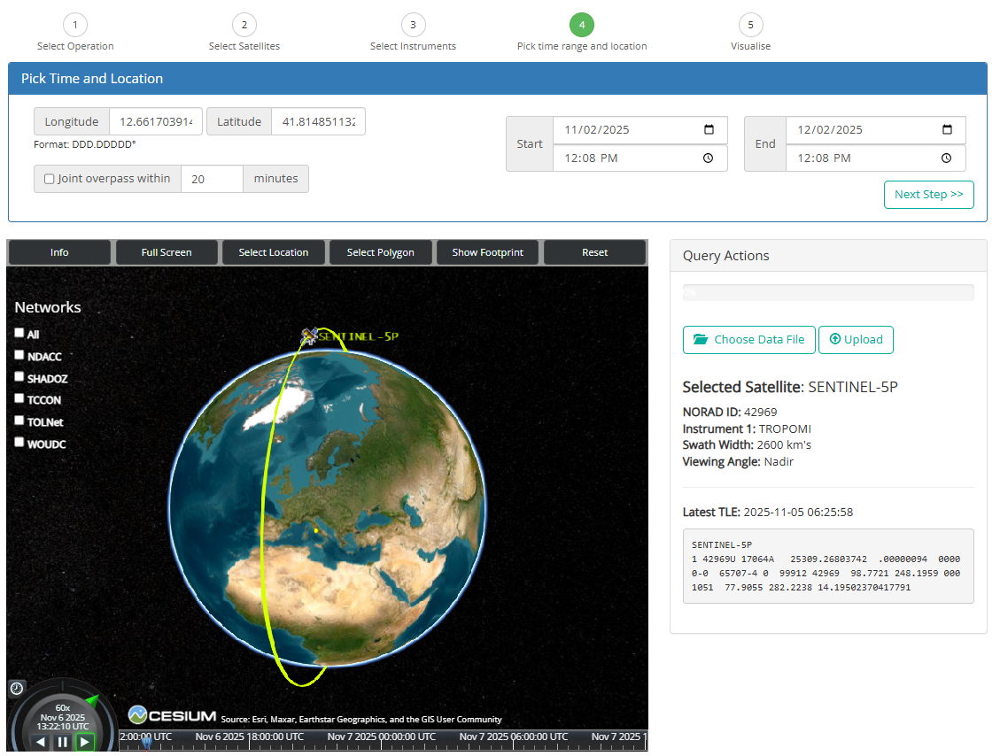 1 2 3 4 5
Select Operation Select Satellites Select Instruments Pick time range and location Visualise
Pick Time and Location
Longitude 12.661703914 Latitude 41.814851132
Format: DDD.DDDDD°
Joint overpass within 20 minutes
Start 11/02/2025
12:08 PM
End 12/02/2025
12:08 PM
Next Step >>
Info Full Screen Select Location Select Polygon Show Footprint Reset
Networks
All
NDACC
SHADOZ
TCCON
TOLNet
WOUDC
SENTINEL-5P
60x
Nov 6 2025
13:22:10 UTC
CESIUM Source: Esri, Maxar, Earthstar Geographics, and the GIS User Community
2:00:00 UTC Nov 6 2025 18:00:00 UTC Nov 7 2025 00:00:00 UTC Nov 7 2025 06:00:00 UTC Nov 7 2025 1
Query Actions
0%
Choose Data File Upload
Selected Satellite: SENTINEL-5P
NORAD ID: 42969
Instrument 1: TROPOMI
Swath Width: 2600 km's
Viewing Angle: Nadir
Latest TLE: 2025-11-05 06:25:58
SENTINEL-5P
1 42969U 17064A   25309.26803742  .00000094  0000
0-0  65707-4 0  99912 42969  98.7721 248.1959 000
1051  77.9055 282.2238 14.19502370417791